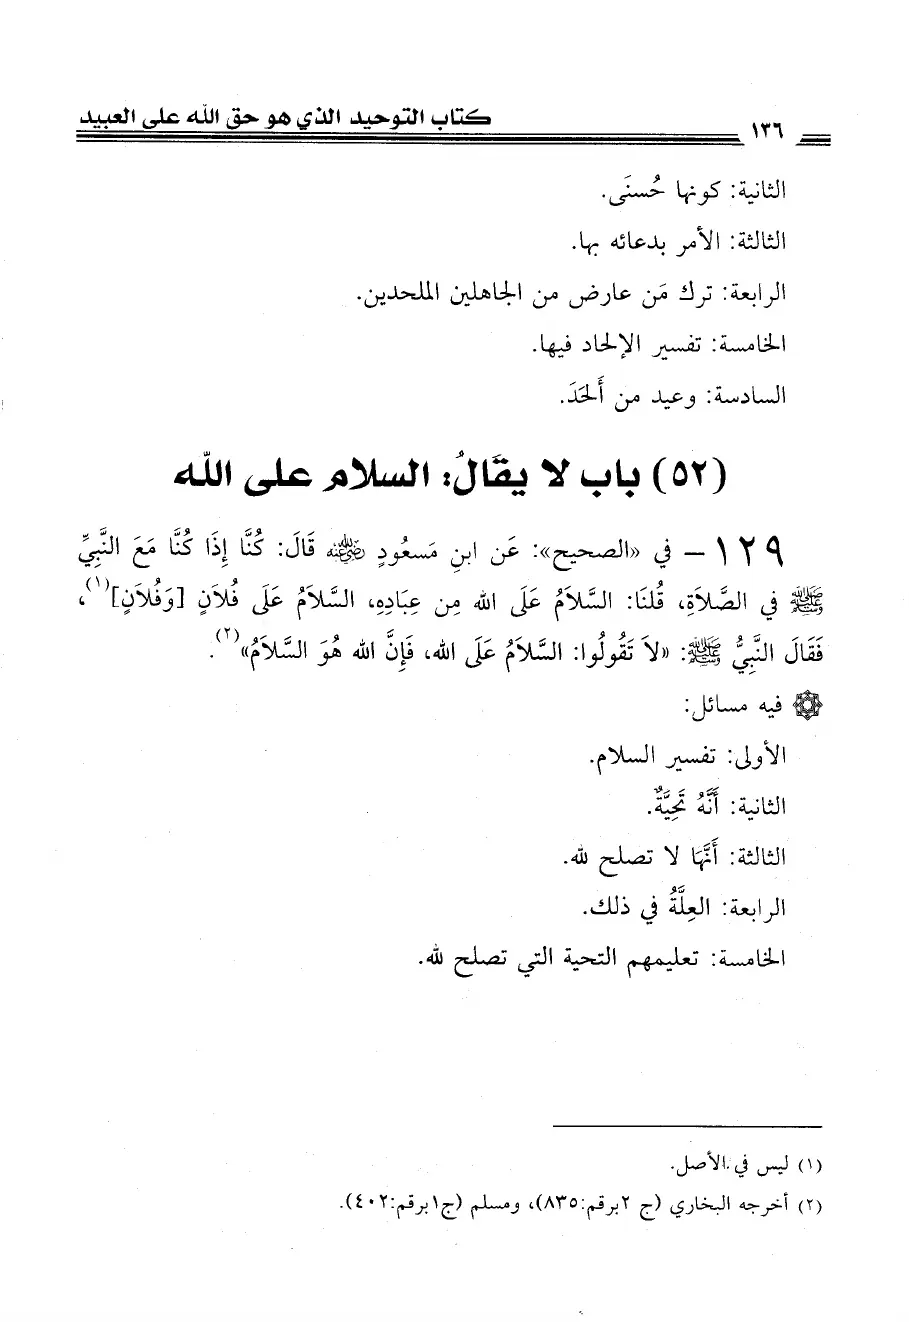 ١٣٦ كتاب التوحيد الذي هو حق الله على العبيد
الثانية: كونها حُسنَى.
الثالثة: الأمر بدعائه بها.
الرابعة: ترك مَن عارض من الجاهلين الملحدين.
الخامسة: تفسير الإلحاد فيها.
السادسة: وعيد من أَلحَدَ.
(٥٢) باب لا يقَالُ: السلام على الله
١٢٩ – في «الصحيح»: عَن ابنِ مَسعُودٍ رضي الله عنه قَالَ: كُنَّا إِذَا كُنَّا مَعَ النَّبِيِّ
ﷺ في الصَّلاَةِ، قُلنَا: السَّلاَمُ عَلَى الله مِن عِبَادِه، السَّلاَمُ عَلَى فُلاَنٍ [وَفُلاَنٍ](١)،
فَقَالَ النَّبِيُّ ﷺ: «لاَ تَقُولُوا: السَّلاَمُ عَلَى الله، فَإِنَّ الله هُوَ السَّلاَمُ»(٢).
فيه مسائل:
الأولى: تفسير السلام.
الثانية: أَنَّهُ تَحِيَّةٌ.
الثالثة: أَنَّهَا لا تصلح لله.
الرابعة: العِلَّةُ في ذلك.
الخامسة: تعليمهم التحية التي تصلح لله.
(١) ليس في الأصل.
(٢) أخرجه البخاري (ج ٢برقم:٨٣٥)، ومسلم (ج١برقم:٤٠٢).